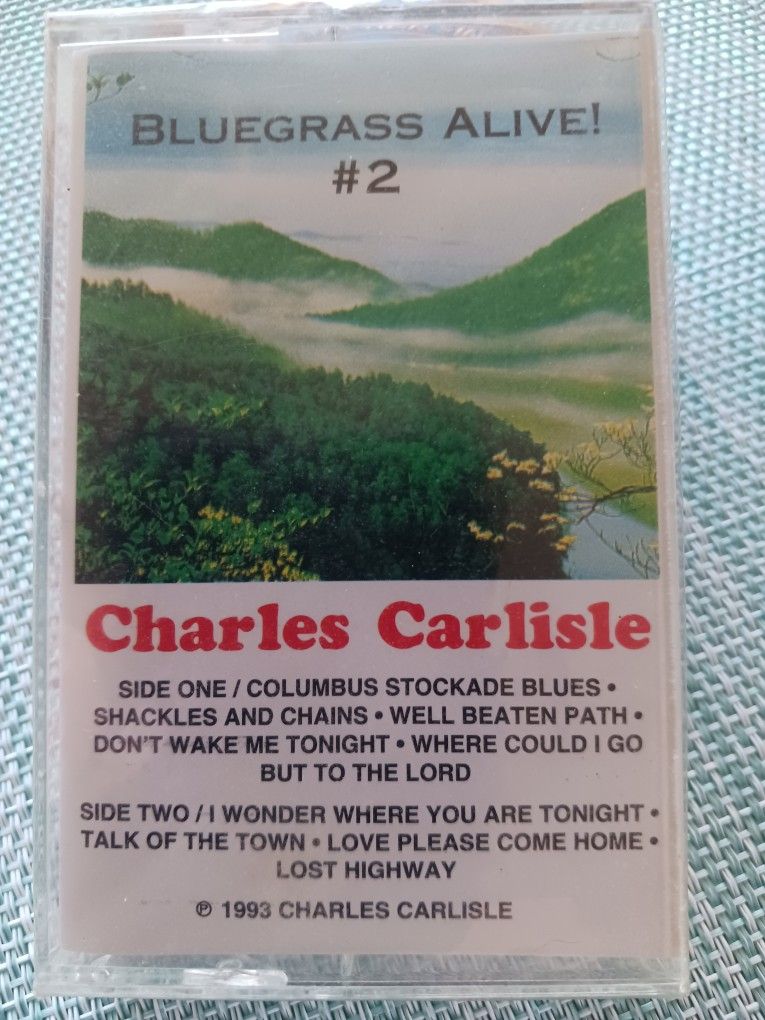 BLUEGRASS ALIVE!
#2
Charles Carlisle
SIDE ONE / COLUMBUS STOCKADE BLUES •
SHACKLES AND CHAINS • WELL BEATEN PATH •
DON'T WAKE ME TONIGHT • WHERE COULD I GO
BUT TO THE LORD
SIDE TWO / I WONDER WHERE YOU ARE TONIGHT •
TALK OF THE TOWN • LOVE PLEASE COME HOME •
LOST HIGHWAY
℗ 1993 CHARLES CARLISLE